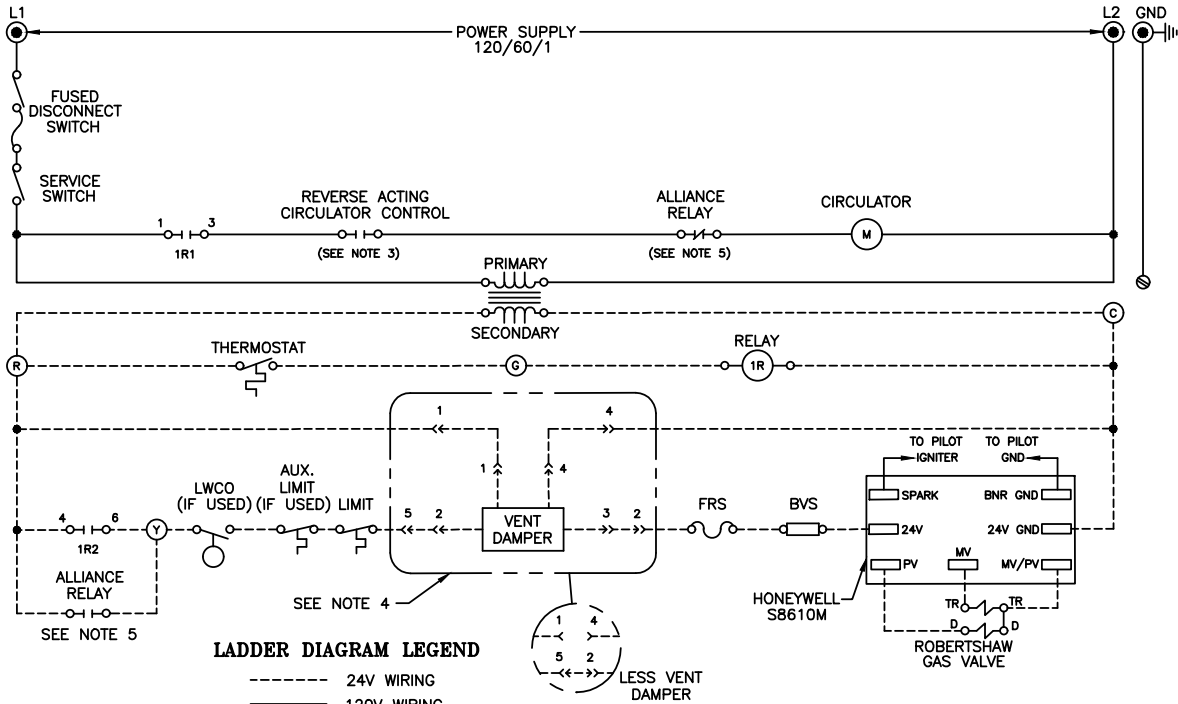 L1
L2 GND
POWER SUPPLY
120/60/1
FUSED
DISCONNECT
SWITCH
SERVICE
SWITCH
1 3
1R1
REVERSE ACTING
CIRCULATOR CONTROL
(SEE NOTE 3)
ALLIANCE
RELAY
(SEE NOTE 5)
CIRCULATOR
M
PRIMARY
SECONDARY
C
R
THERMOSTAT
G
RELAY
1R
1
4
1
4
TO PILOT
IGNITER
TO PILOT
GND
4 6
1R2
Y
LWCO
(IF USED)
AUX.
LIMIT
(IF USED)
LIMIT
5 2
VENT
DAMPER
3 2
FRS
BVS
SPARK
BNR GND
24V
24V GND
PV
MV
MV/PV
ALLIANCE
RELAY
SEE NOTE 5
SEE NOTE 4
HONEYWELL
S8610M
TR TR
D D
ROBERTSHAW
GAS VALVE
1 4
5 2
LESS VENT
DAMPER
LADDER DIAGRAM LEGEND
24V WIRING
120V WIRING